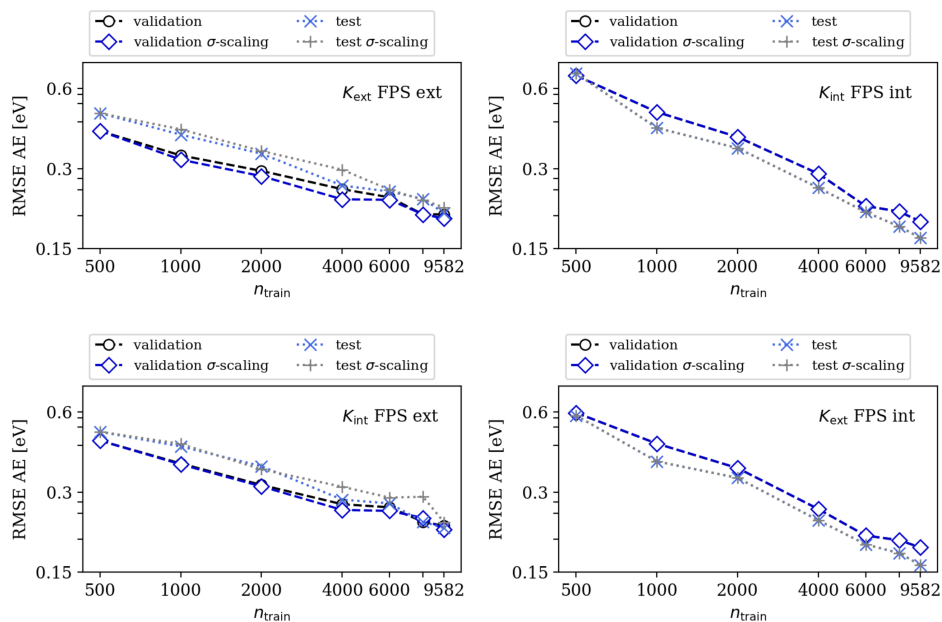 validation
test
validation σ-scaling
test σ-scaling
K_ext FPS ext
RMSE AE [eV]
0.6
0.3
0.15
500 1000 2000 4000 6000 9582
n_train
validation
test
validation σ-scaling
test σ-scaling
K_int FPS int
RMSE AE [eV]
0.6
0.3
0.15
500 1000 2000 4000 6000 9582
n_train
validation
test
validation σ-scaling
test σ-scaling
K_int FPS ext
RMSE AE [eV]
0.6
0.3
0.15
500 1000 2000 4000 6000 9582
n_train
validation
test
validation σ-scaling
test σ-scaling
K_ext FPS int
RMSE AE [eV]
0.6
0.3
0.15
500 1000 2000 4000 6000 9582
n_train